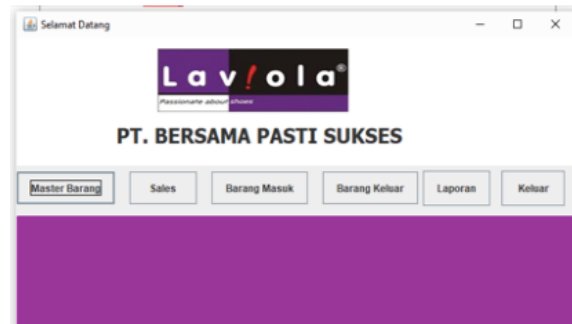 Selamat Datang
Lav!ola®
Passionate about shoes
PT. BERSAMA PASTI SUKSES
Master Barang Sales Barang Masuk Barang Keluar Laporan Keluar